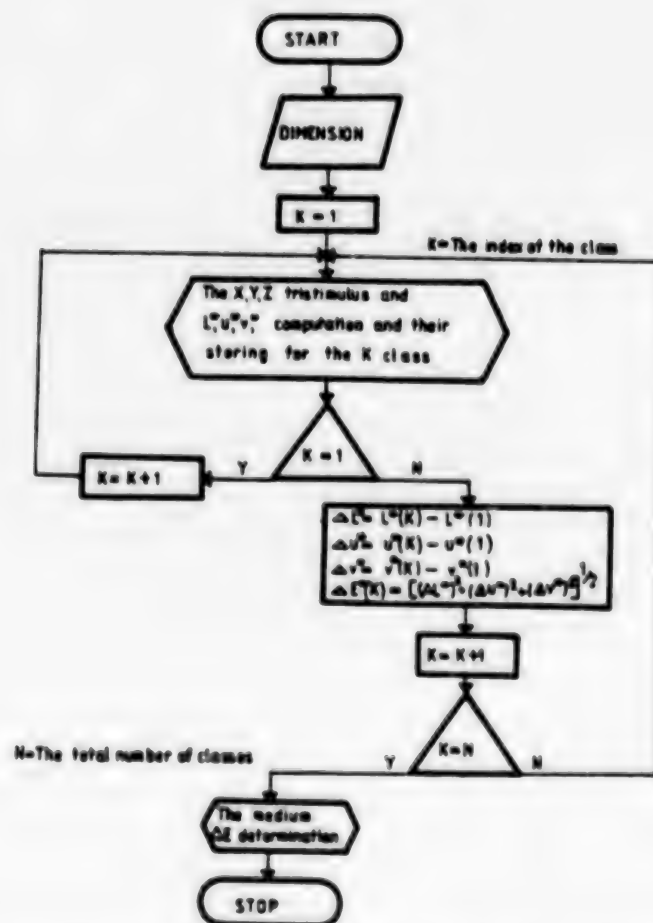 START
DIMENSION
K = 1
K=The index of the class
The X,Y,Z tristimulus and
L*,u*,v* computation and their
storing for the K class
K = 1
Y
N
K= K+1
ΔL*= L*(K) – L*(1)
Δu*= u*(K) – u*(1)
Δv*= v*(K) – v*(1)
ΔE*(K) = [(ΔL*)²+(Δu*)²+(Δv*)²]1/2
K= K+1
K=N
N=The total number of classes
Y
N
The medium
ΔE determination
STOP